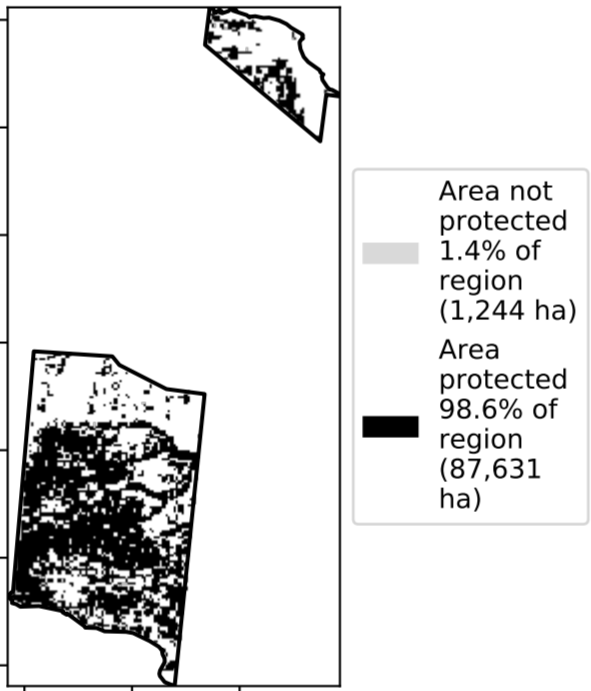 Area not
protected
1.4% of
region
(1,244 ha)
Area
protected
98.6% of
region
(87,631
ha)